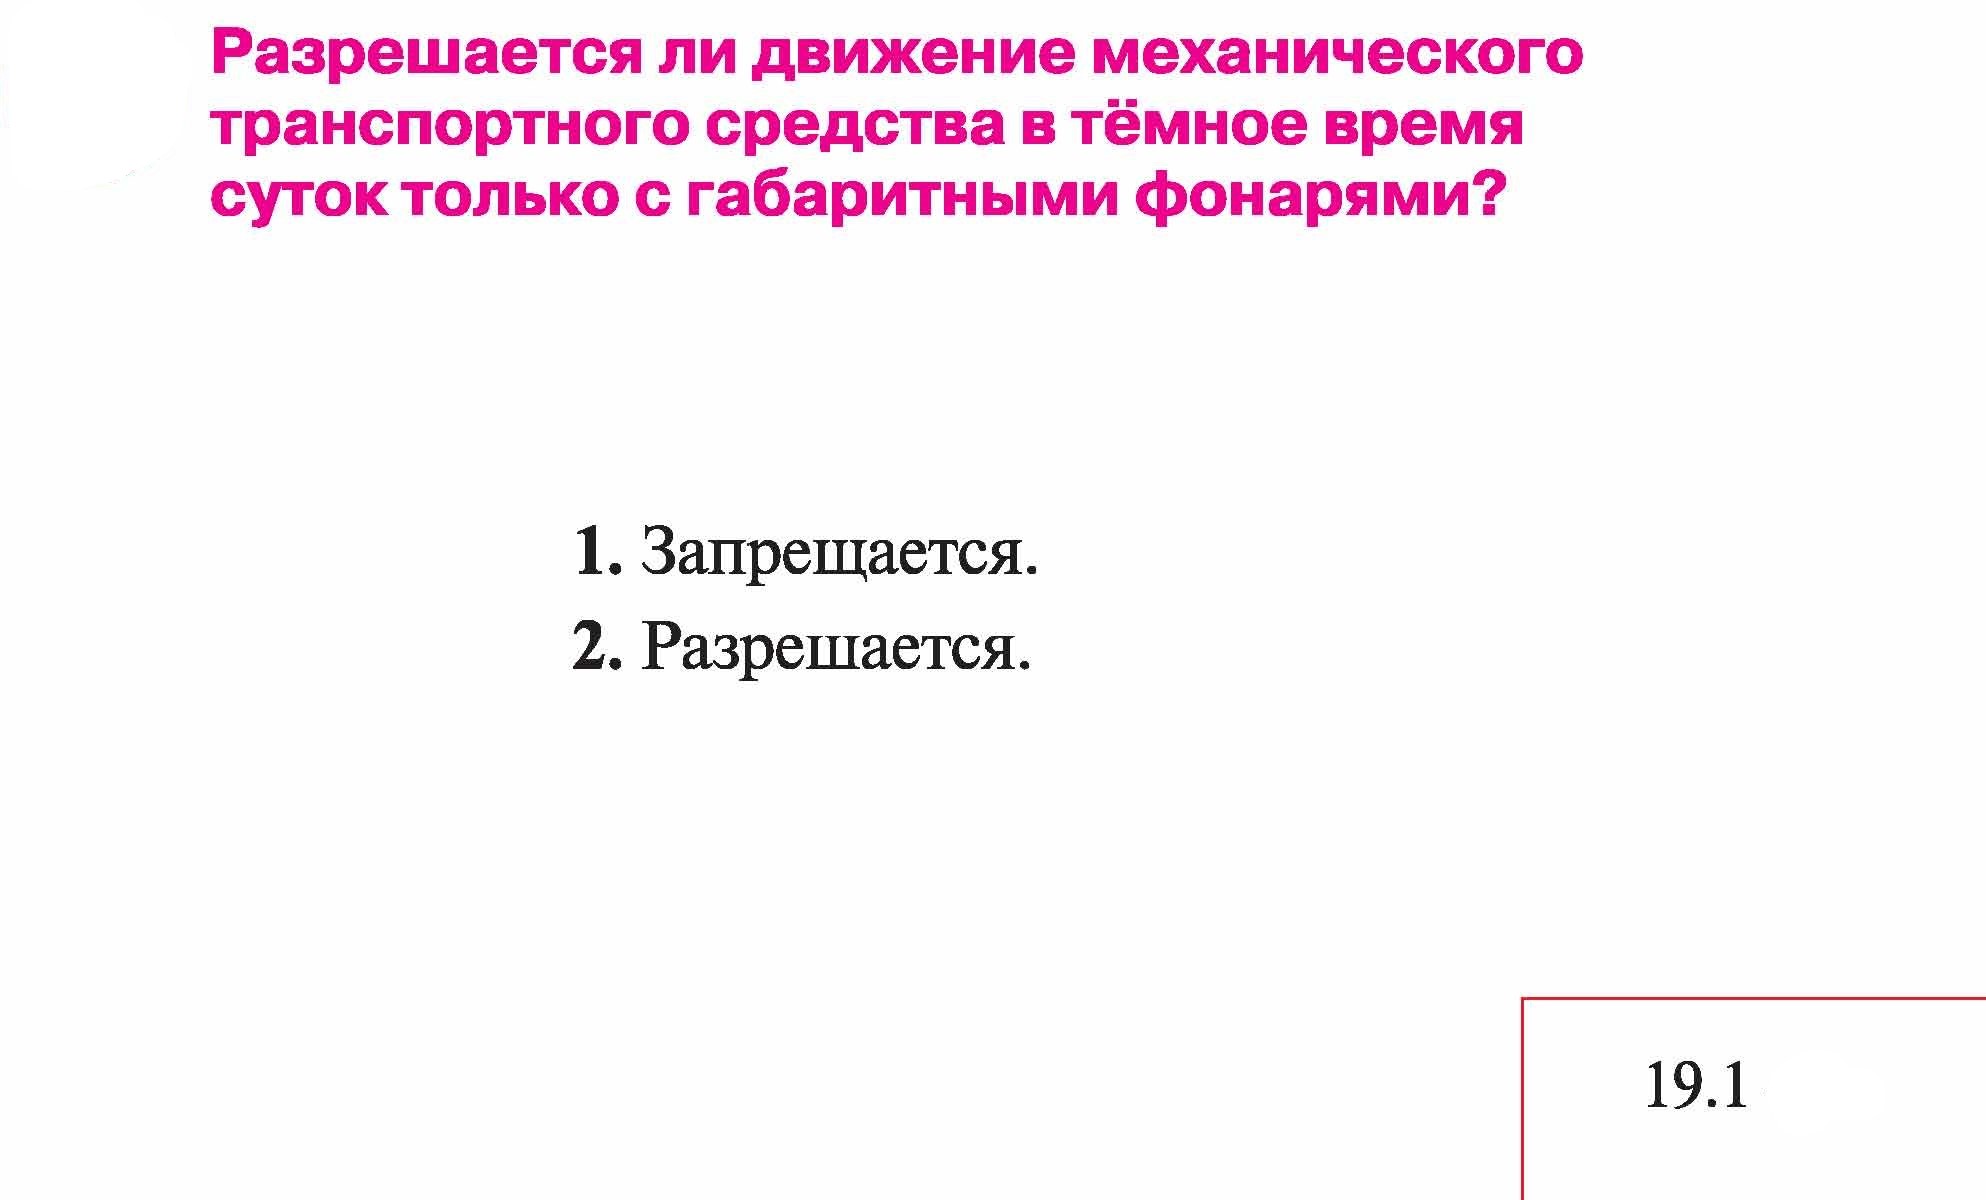 Разрешается ли движение механического
транспортного средства в тёмное время
суток только с габаритными фонарями?
1. Запрещается.
2. Разрешается.
19.1